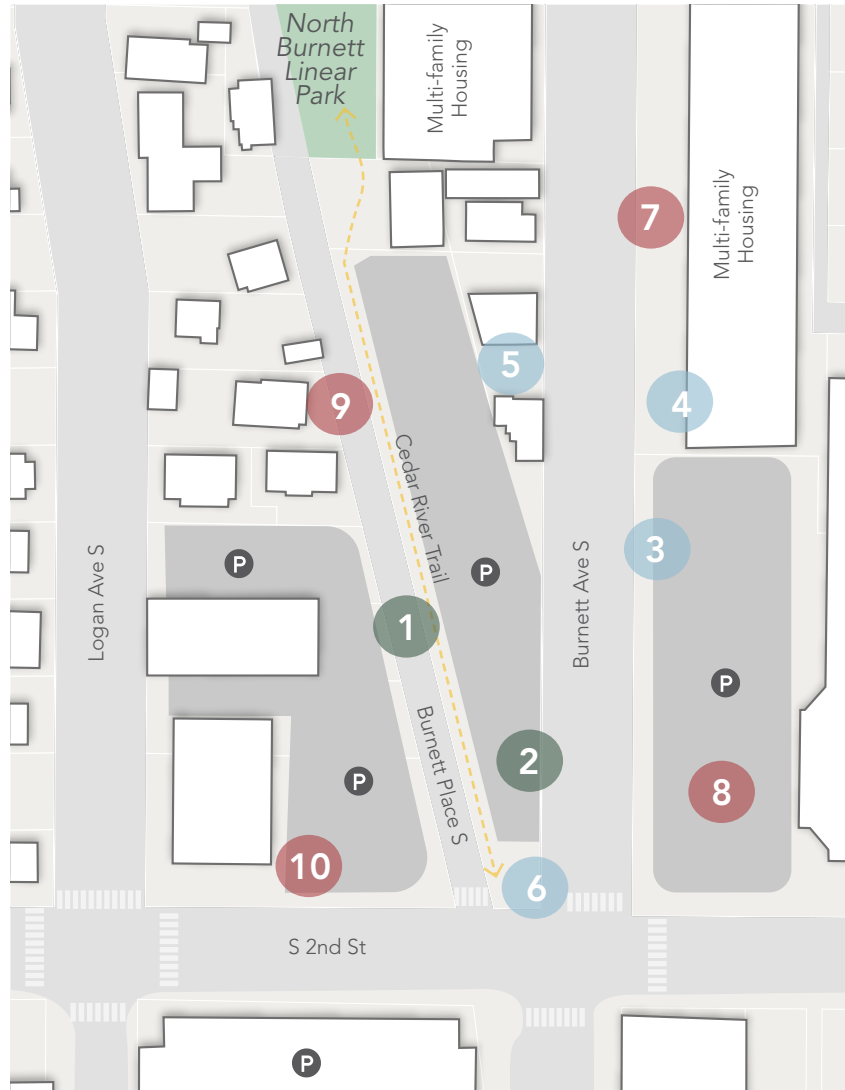 North
Burnett
Linear
Park
Multi-family
Housing
Multi-family
Housing
7
5
4
9
Cedar River Trail
3
P
P
Logan Ave S
Burnett Ave S
1
P
Burnett Place S
2
P
8
10
6
S 2nd St
P